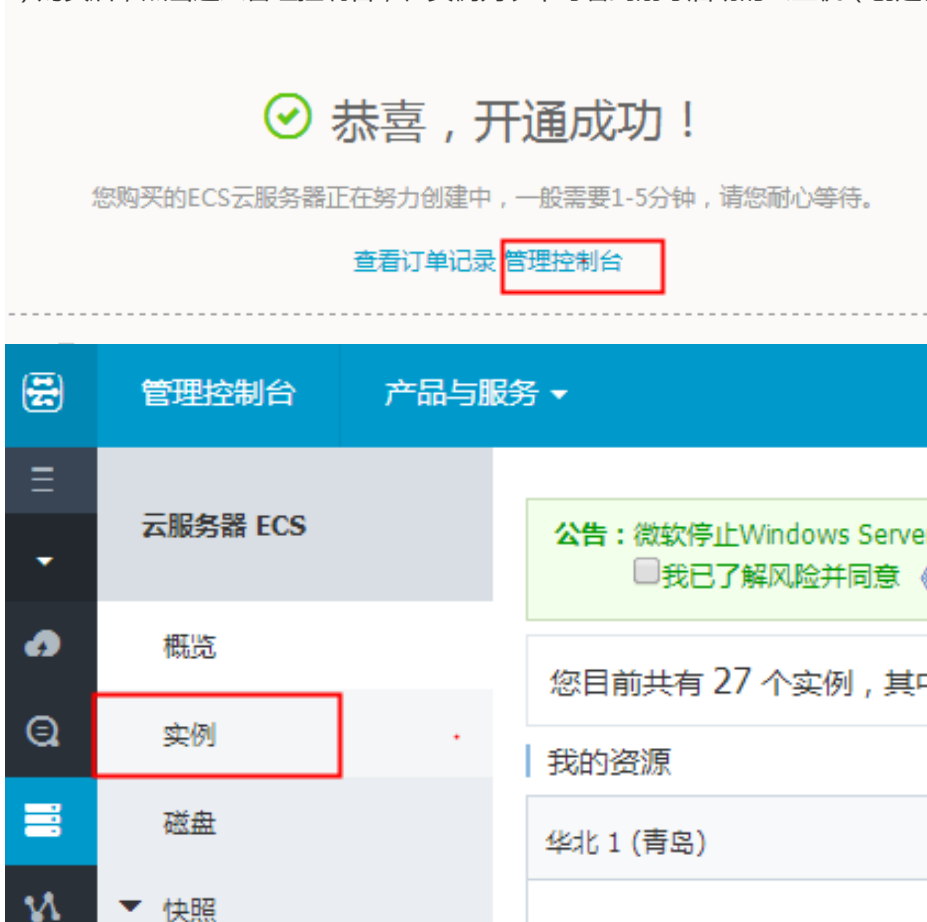 恭喜，开通成功！
您购买的ECS云服务器正在努力创建中，一般需要1-5分钟，请您耐心等待。
查看订单记录 管理控制台
管理控制台 产品与服务
云服务器 ECS
公告：微软停止Windows Server
我已了解风险并同意
概览
您目前共有 27 个实例，其中
实例
我的资源
磁盘
华北 1 (青岛)
快照